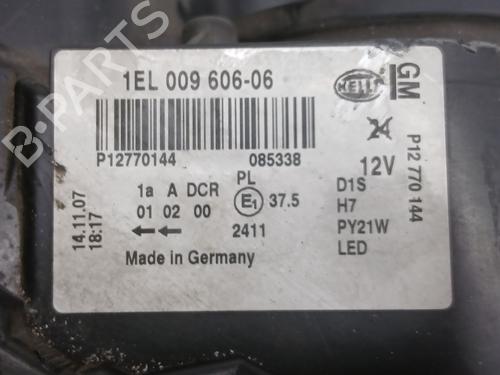 1EL 009 606-06
HELLA
GM
P12770144 085338
24
12V
P12 770 144
14.11.07
18:17
1a A DCR PL
01 02 00 E1 37.5
2411
Made in Germany
D1S
H7
PY21W
LED